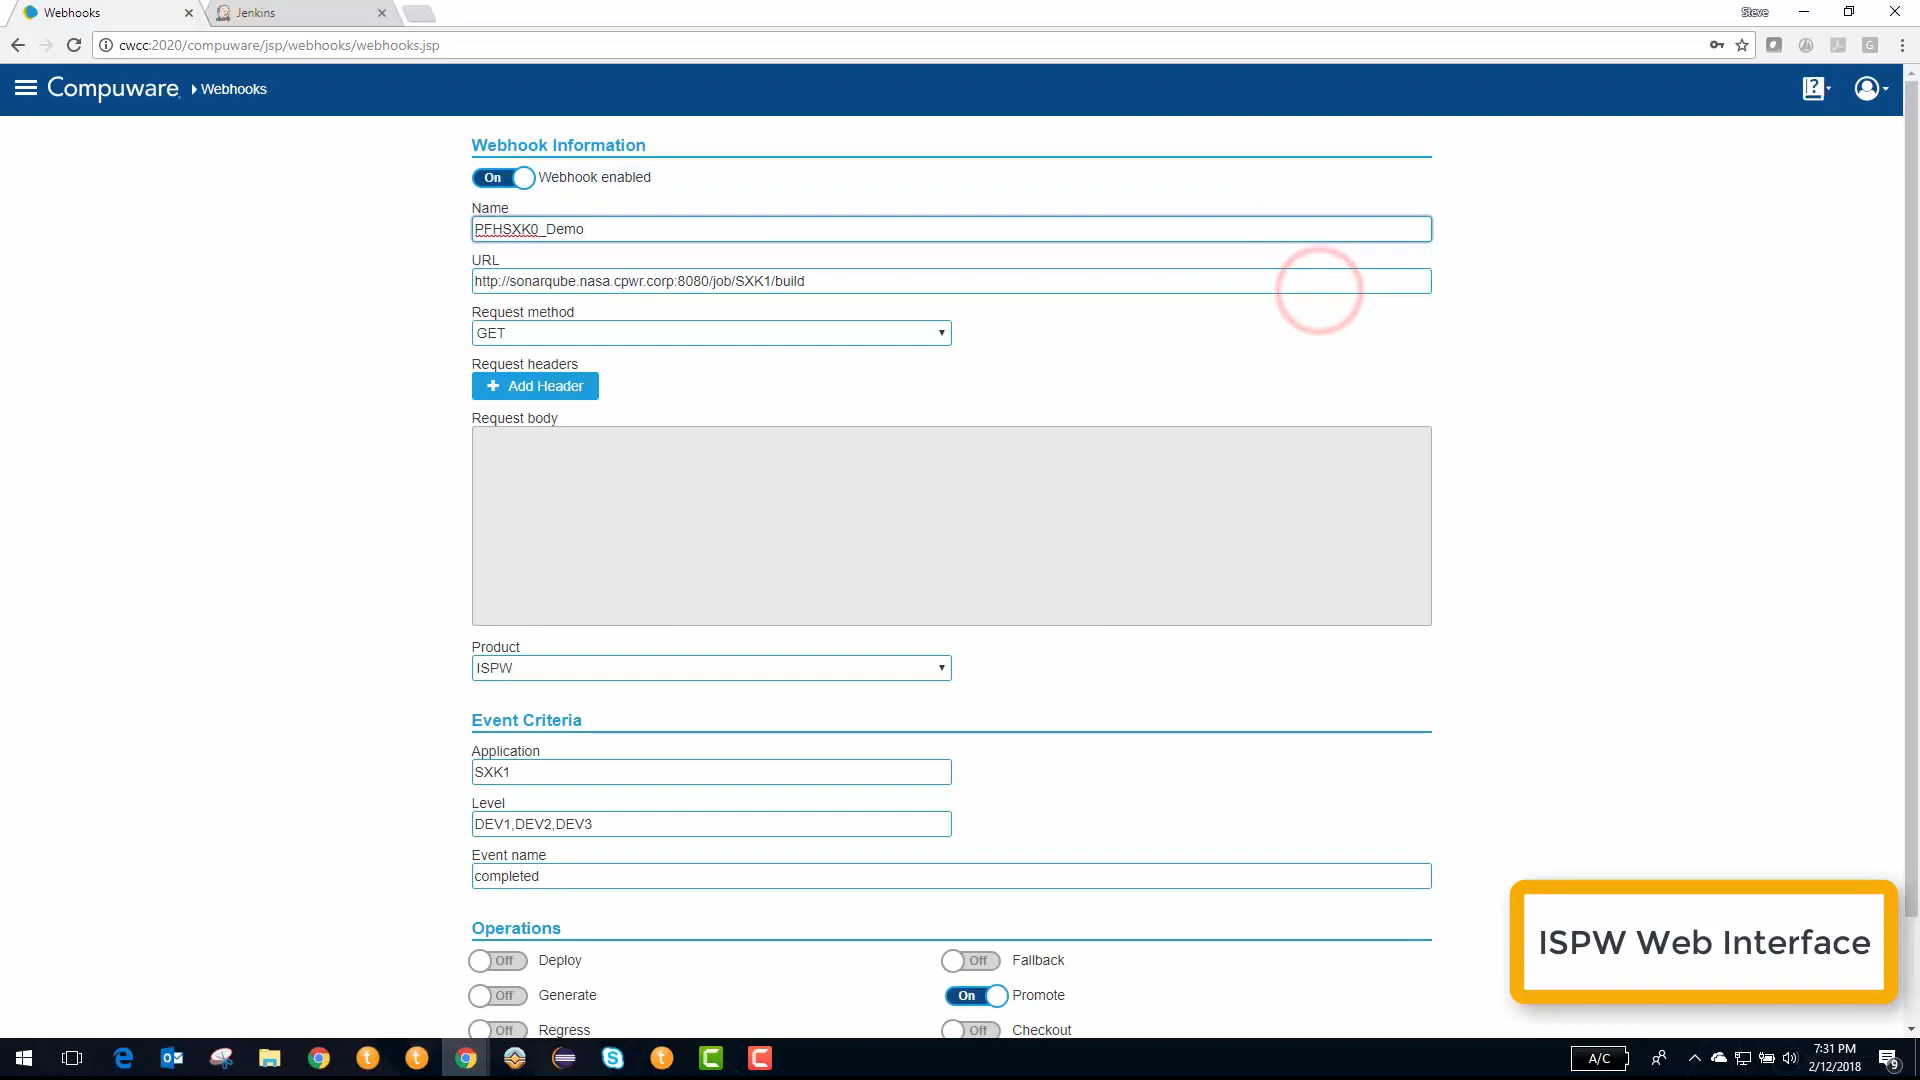 Webhooks
Jenkins
Steve
cwcc:2020/compuware/jsp/webhooks/webhooks.jsp
Compuware Webhooks
Webhook Information
On Webhook enabled
Name
PFHSXK0_Demo
URL
http://sonarqube.nasa.cpwr.corp:8080/job/SXK1/build
Request method
GET
Request headers
+ Add Header
Request body
Product
ISPW
Event Criteria
Application
SXK1
Level
DEV1,DEV2,DEV3
Event name
completed
Operations
Off Deploy
Off Fallback
Off Generate
On Promote
Off Regress
Off Checkout
ISPW Web Interface
A/C
7:31 PM
2/12/2018
9